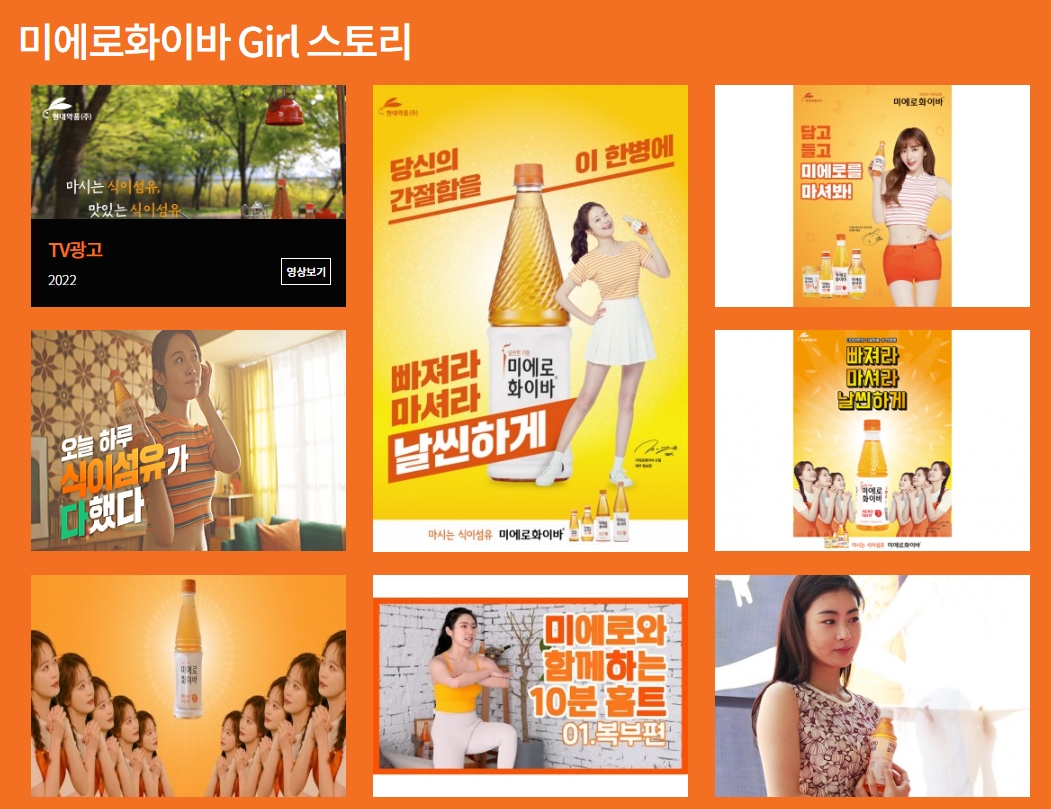 미에로화이바 Girl 스토리
현대약품(주)
마시는 식이섬유,
맛있는 식이섬유
TV광고
2022
영상보기
현대약품(주)
당신의
간절함을
이 한병에
미에로
화이바
빠져라
마셔라
날씬하게
마시는 식이섬유 미에로화이바
미에로화이바
담고
들고
미에로를
마셔봐!
오늘 하루
식이섬유가
다했다
빠져라
마셔라
날씬하게
미에로
화이바
마시는 식이섬유 미에로화이바
미에로
화이바
미에로와
함께하는
10분 홈트
01.복부편